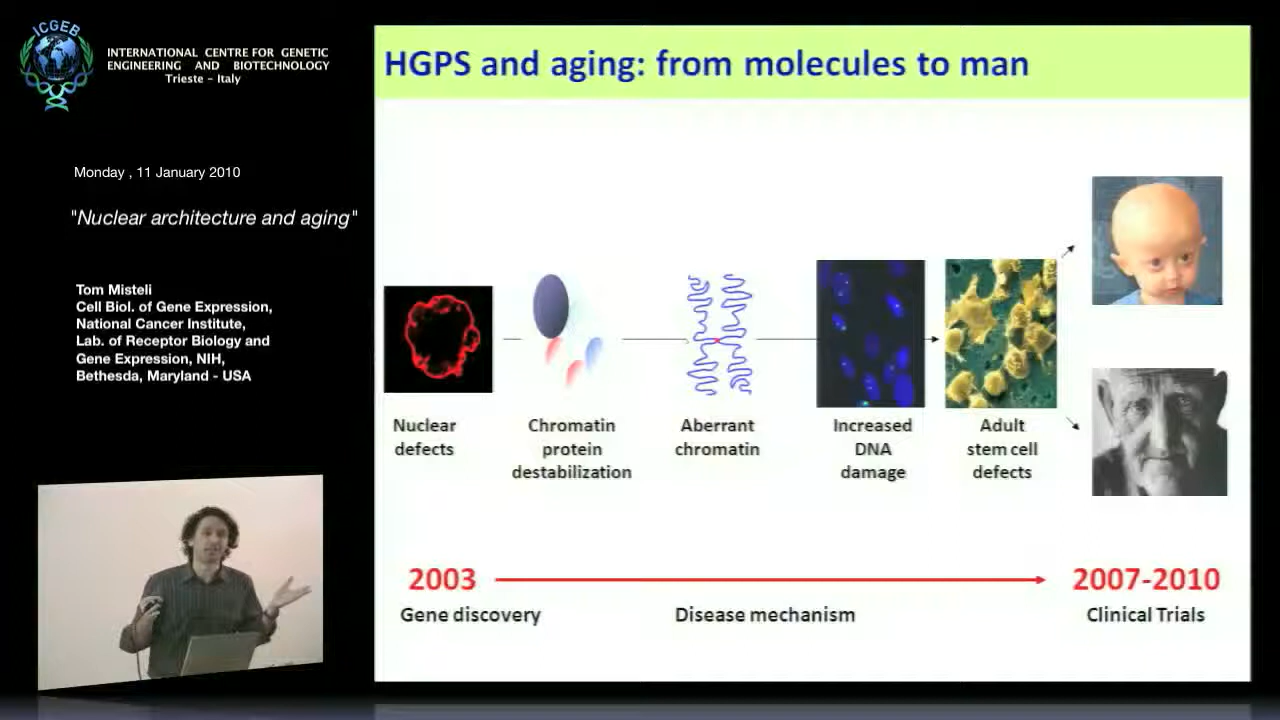 ICGEB
INTERNATIONAL CENTRE FOR GENETIC
ENGINEERING AND BIOTECHNOLOGY
Trieste - Italy
Monday , 11 January 2010
"Nuclear architecture and aging"
Tom Misteli
Cell Biol. of Gene Expression,
National Cancer Institute,
Lab. of Receptor Biology and
Gene Expression, NIH,
Bethesda, Maryland - USA
HGPS and aging: from molecules to man
Nuclear
defects
Chromatin
protein
destabilization
Aberrant
chromatin
Increased
DNA
damage
Adult
stem cell
defects
2003
2007-2010
Gene discovery
Disease mechanism
Clinical Trials